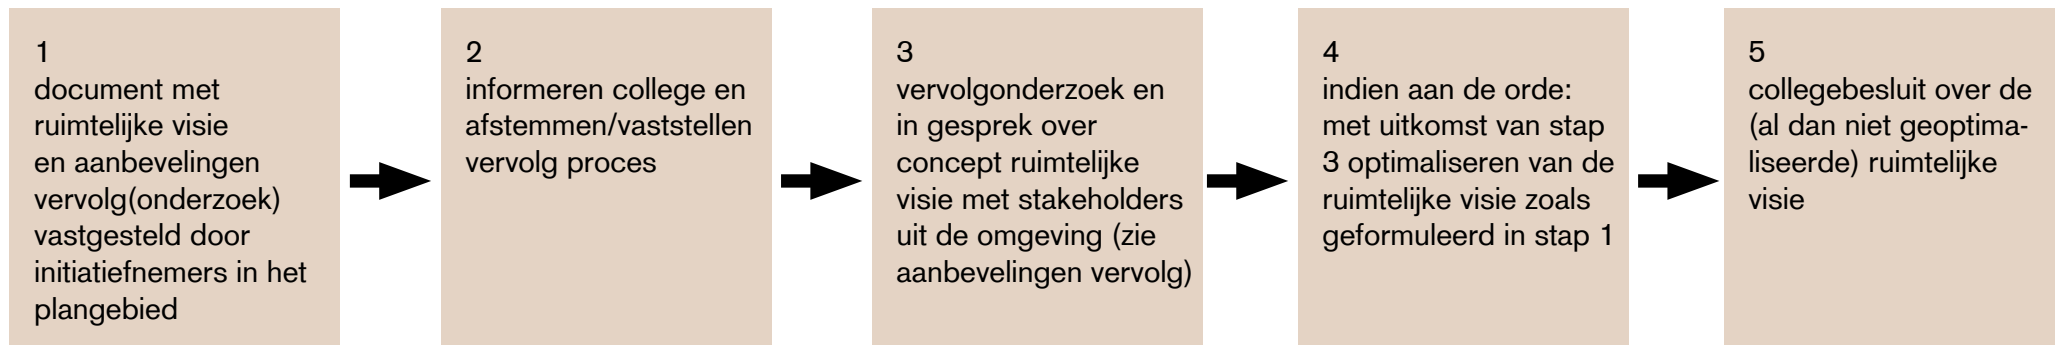 1
document met
ruimtelijke visie
en aanbevelingen
vervolg(onderzoek)
vastgesteld door
initiatiefnemers in het
plangebied
2
informeren college en
afstemmen/vaststellen
vervolg proces
3
vervolgonderzoek en
in gesprek over
concept ruimtelijke
visie met stakeholders
uit de omgeving (zie
aanbevelingen vervolg)
4
indien aan de orde:
met uitkomst van stap
3 optimaliseren van de
ruimtelijke visie zoals
geformuleerd in stap 1
5
collegebesluit over de
(al dan niet geoptima-
liseerde) ruimtelijke
visie